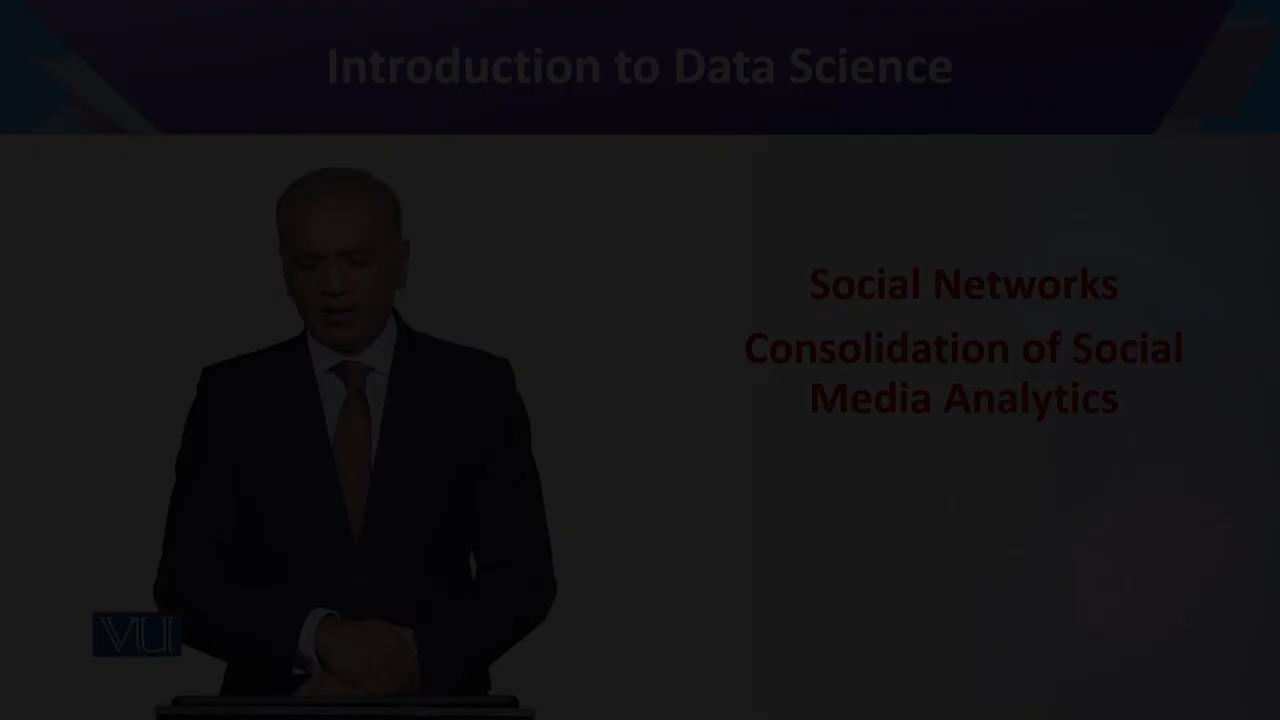 Introduction to Data Science
Social Networks
Consolidation of Social
Media Analytics
VU